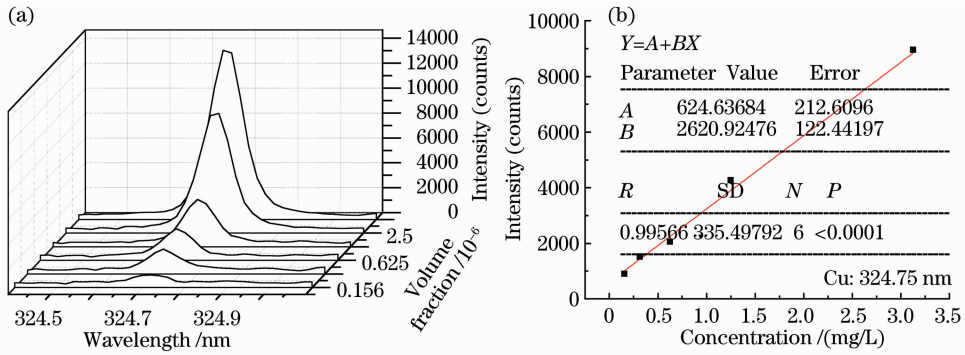 (a)
14000
12000
10000
8000
6000
4000
2000
0
Intensity (counts)
2.5
0.625
0.156
Volume
fraction /10⁻⁶
324.5 324.7 324.9
Wavelength /nm
(b)
10000
8000
6000
4000
2000
0
Intensity (counts)
Y=A+BX
Parameter Value Error
A 624.63684 212.6096
B 2620.92476 122.44197
R SD N P
0.99566 335.49792 6 <0.0001
Cu: 324.75 nm
0 0.5 1.0 1.5 2.0 2.5 3.0 3.5
Concentration /(mg/L)